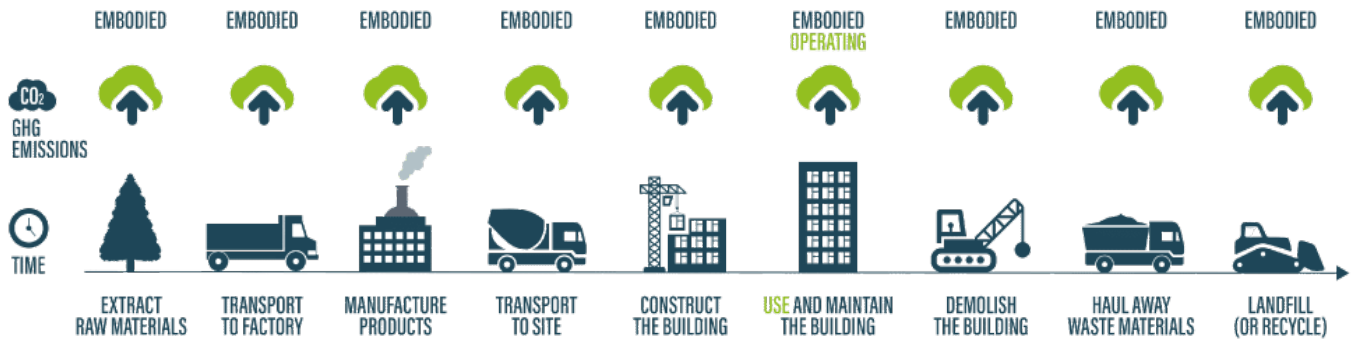 EMBODIED EMBODIED EMBODIED EMBODIED EMBODIED EMBODIED EMBODIED EMBODIED EMBODIED
OPERATING
CO₂
GHG
EMISSIONS
TIME
EXTRACT
RAW MATERIALS
TRANSPORT
TO FACTORY
MANUFACTURE
PRODUCTS
TRANSPORT
TO SITE
CONSTRUCT
THE BUILDING
USE AND MAINTAIN
THE BUILDING
DEMOLISH
THE BUILDING
HAUL AWAY
WASTE MATERIALS
LANDFILL
(OR RECYCLE)